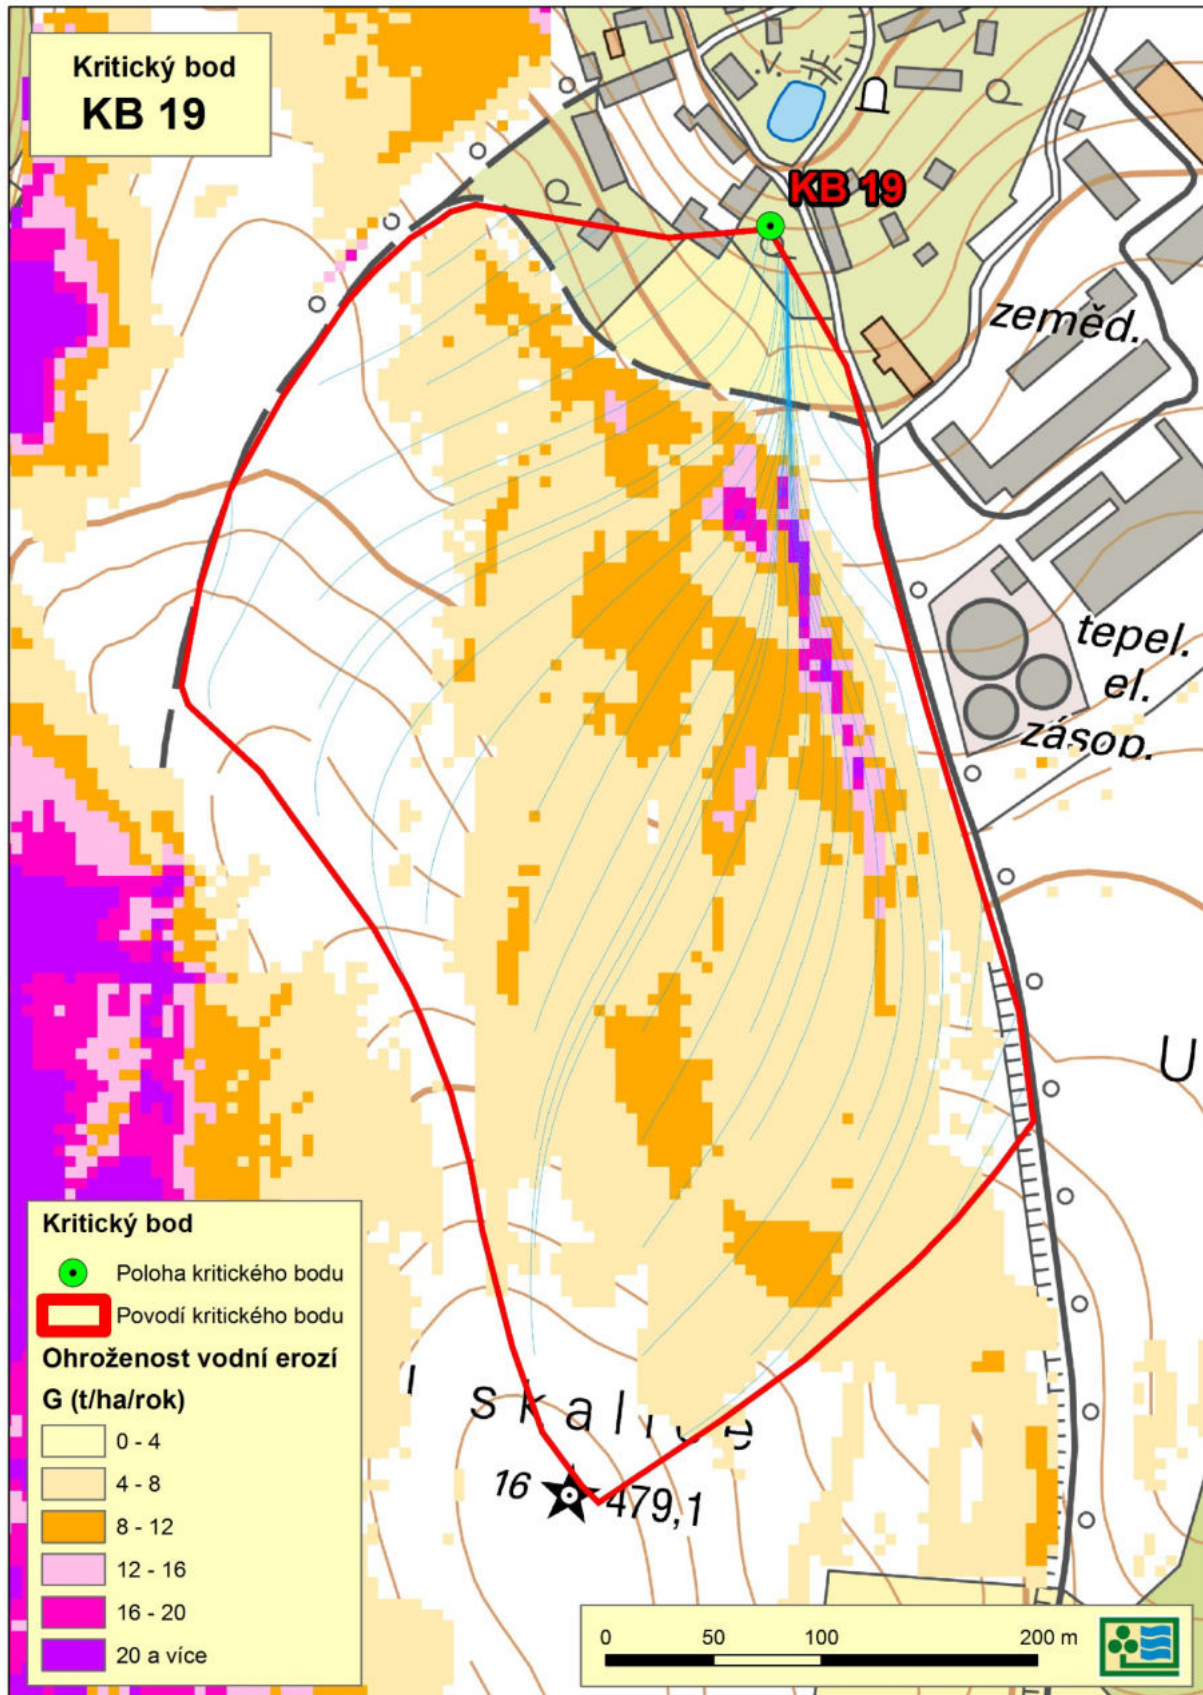 Kritický bod
KB 19
KB 19
zeměd.
tepel.
el.
zásob.
U
skalice
16
479,1
Kritický bod
Poloha kritického bodu
Povodí kritického bodu
Ohroženost vodní erozí
G (t/ha/rok)
0 - 4
4 - 8
8 - 12
12 - 16
16 - 20
20 a více
0 50 100 200 m